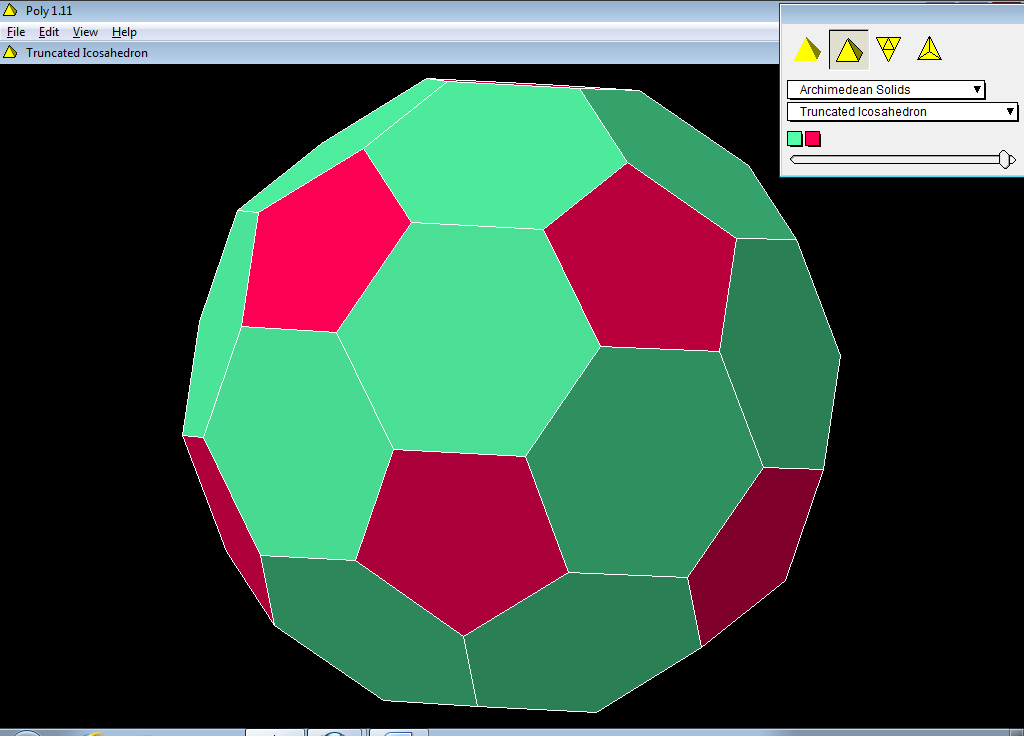 Poly 1.11
File Edit View Help
Truncated Icosahedron
Archimedean Solids
Truncated Icosahedron